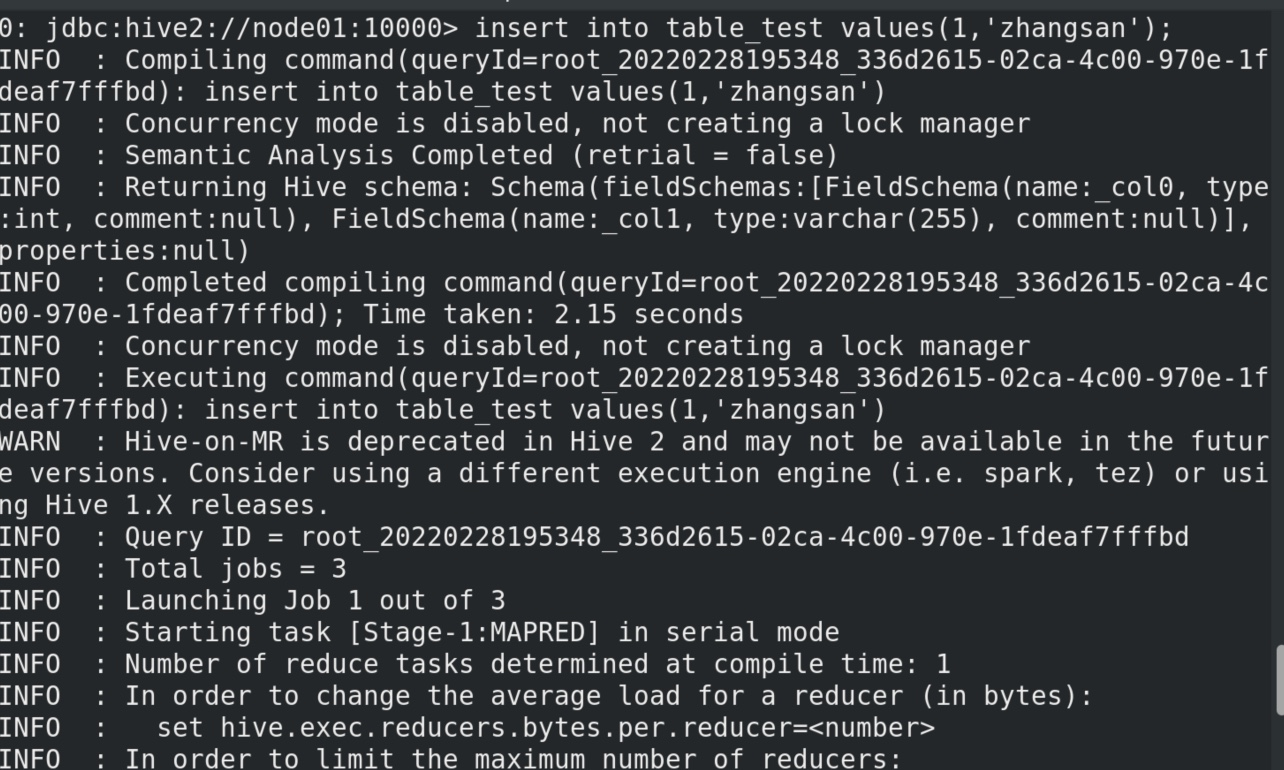 0: jdbc:hive2://node01:10000> insert into table_test values(1,'zhangsan');
INFO  : Compiling command(queryId=root_20220228195348_336d2615-02ca-4c00-970e-1f
deaf7fffbd): insert into table_test values(1,'zhangsan')
INFO  : Concurrency mode is disabled, not creating a lock manager
INFO  : Semantic Analysis Completed (retrial = false)
INFO  : Returning Hive schema: Schema(fieldSchemas:[FieldSchema(name:_col0, type
:int, comment:null), FieldSchema(name:_col1, type:varchar(255), comment:null)],
properties:null)
INFO  : Completed compiling command(queryId=root_20220228195348_336d2615-02ca-4c
00-970e-1fdeaf7fffbd); Time taken: 2.15 seconds
INFO  : Concurrency mode is disabled, not creating a lock manager
INFO  : Executing command(queryId=root_20220228195348_336d2615-02ca-4c00-970e-1f
deaf7fffbd): insert into table_test values(1,'zhangsan')
WARN  : Hive-on-MR is deprecated in Hive 2 and may not be available in the futur
e versions. Consider using a different execution engine (i.e. spark, tez) or usi
ng Hive 1.X releases.
INFO  : Query ID = root_20220228195348_336d2615-02ca-4c00-970e-1fdeaf7fffbd
INFO  : Total jobs = 3
INFO  : Launching Job 1 out of 3
INFO  : Starting task [Stage-1:MAPRED] in serial mode
INFO  : Number of reduce tasks determined at compile time: 1
INFO  : In order to change the average load for a reducer (in bytes):
INFO  :   set hive.exec.reducers.bytes.per.reducer=<number>
INFO  : In order to limit the maximum number of reducers: